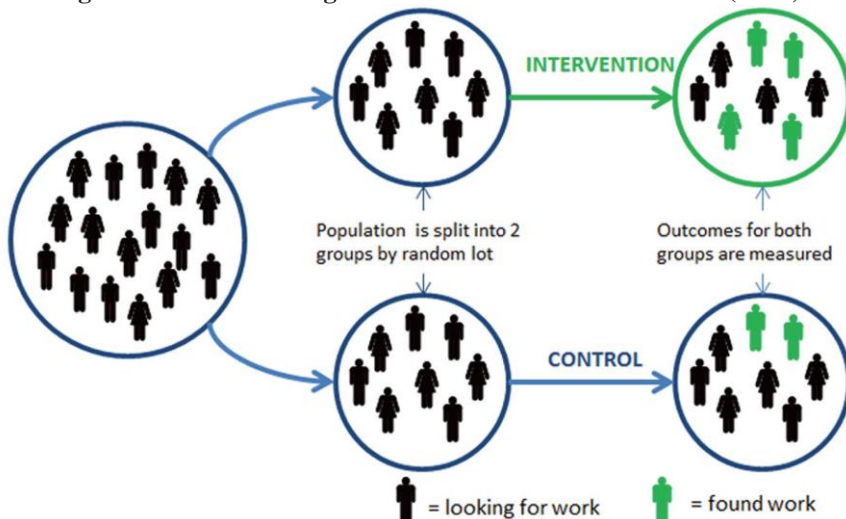 INTERVENTION
Population is split into 2
groups by random lot
Outcomes for both
groups are measured
CONTROL
= looking for work
= found work